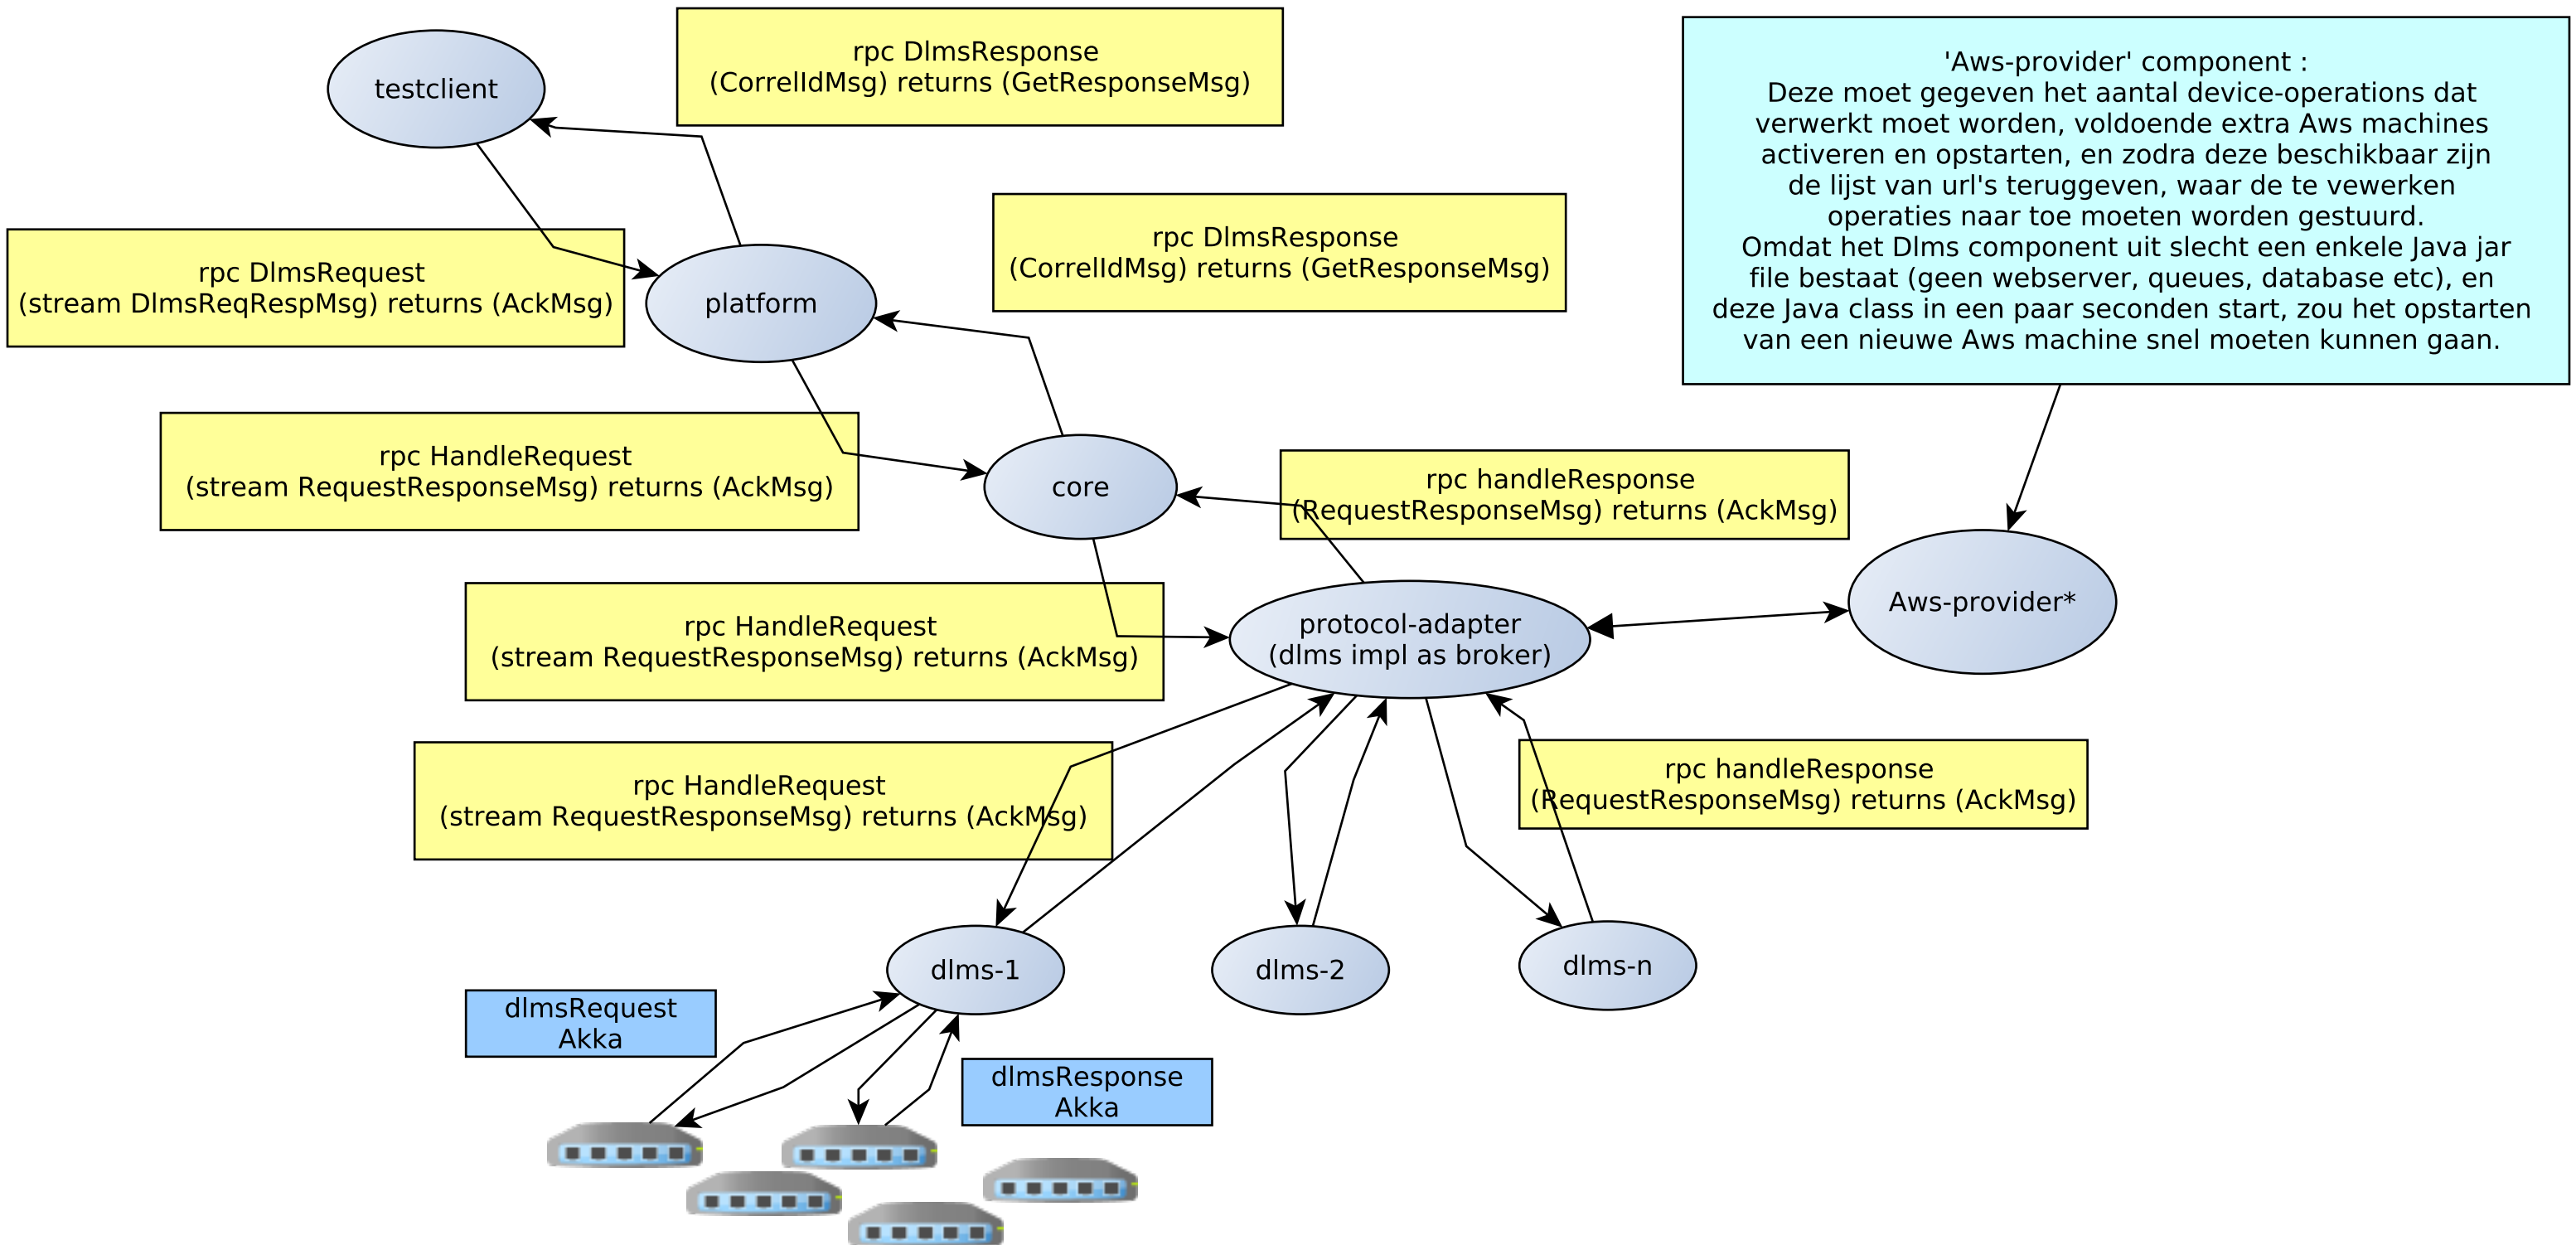 testclient
rpc DlmsResponse
(CorrelIdMsg) returns (GetResponseMsg)
'Aws-provider' component :
Deze moet gegeven het aantal device-operations dat
verwerkt moet worden, voldoende extra Aws machines
activeren en opstarten, en zodra deze beschikbaar zijn
de lijst van url's teruggeven, waar de te vewerken
operaties naar toe moeten worden gestuurd.
Omdat het Dlms component uit slecht een enkele Java jar
file bestaat (geen webserver, queues, database etc), en
deze Java class in een paar seconden start, zou het opstarten
van een nieuwe Aws machine snel moeten kunnen gaan.
rpc DlmsRequest
(stream DlmsReqRespMsg) returns (AckMsg)
platform
rpc DlmsResponse
(CorrelIdMsg) returns (GetResponseMsg)
rpc HandleRequest
(stream RequestResponseMsg) returns (AckMsg)
core
rpc handleResponse
(RequestResponseMsg) returns (AckMsg)
rpc HandleRequest
(stream RequestResponseMsg) returns (AckMsg)
protocol-adapter
(dlms impl as broker)
Aws-provider*
rpc HandleRequest
(stream RequestResponseMsg) returns (AckMsg)
rpc handleResponse
(RequestResponseMsg) returns (AckMsg)
dlms-1
dlms-2
dlms-n
dlmsRequest
Akka
dlmsResponse
Akka